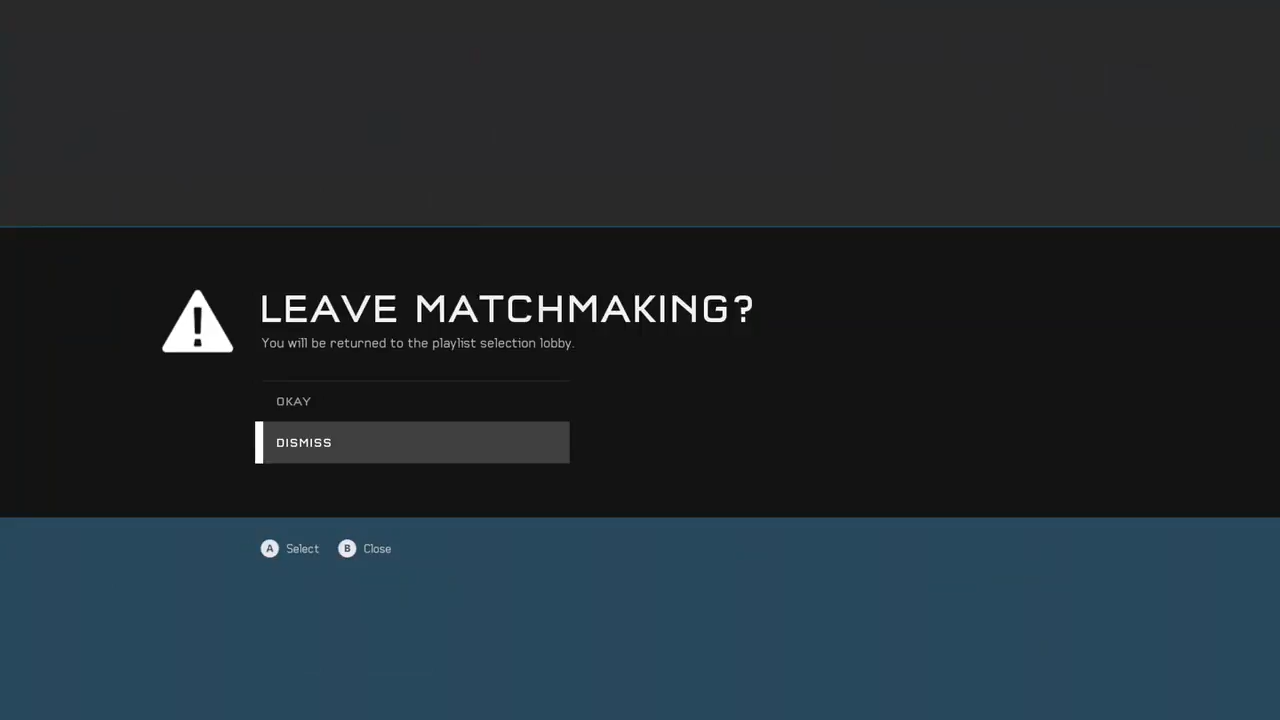 LEAVE MATCHMAKING?
You will be returned to the playlist selection lobby.
OKAY
DISMISS
A Select B Close